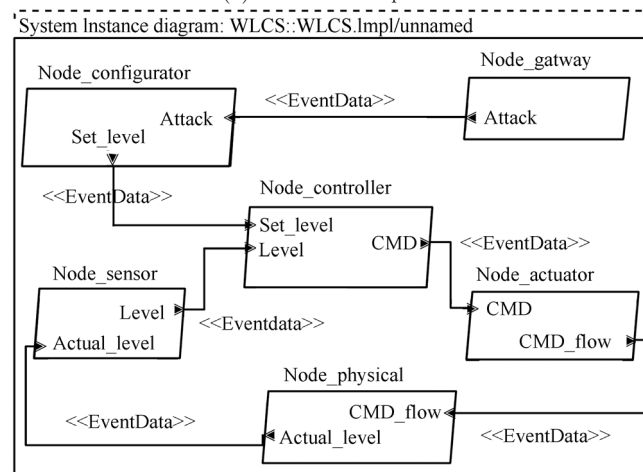 System Instance diagram: WLCS::WLCS.Impl/unnamed
Node_configurator
Node_gatway
<<EventData>>
Attack
Attack
Set_level
<<EventData>>
Node_controller
Set_level
Level
CMD
<<EventData>>
Node_sensor
Node_actuator
Level
<<Eventdata>>
CMD
Actual_level
CMD_flow
Node_physical
CMD_flow
<<EventData>>
Actual_level
<<EventData>>